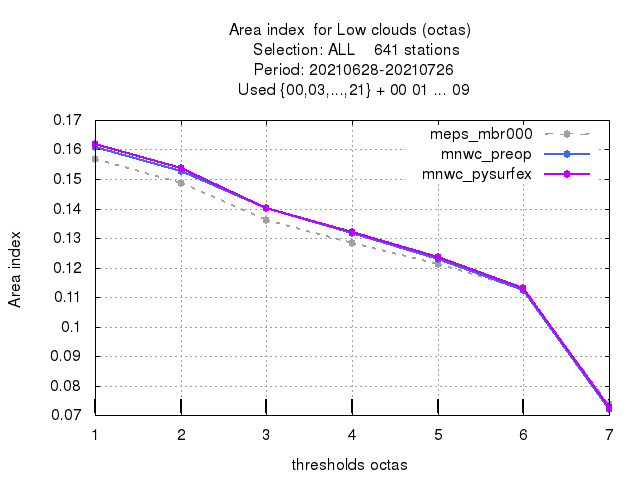 Area index  for Low clouds (octas)
Selection: ALL    641 stations
Period: 20210628-20210726
Used {00,03,...,21} + 00 01 ... 09
meps_mbr000
mnwc_preop
mnwc_pysurfex
0.17
0.16
0.15
0.14
0.13
0.12
0.11
0.1
0.09
0.08
0.07
Area index
1 2 3 4 5 6 7
thresholds octas